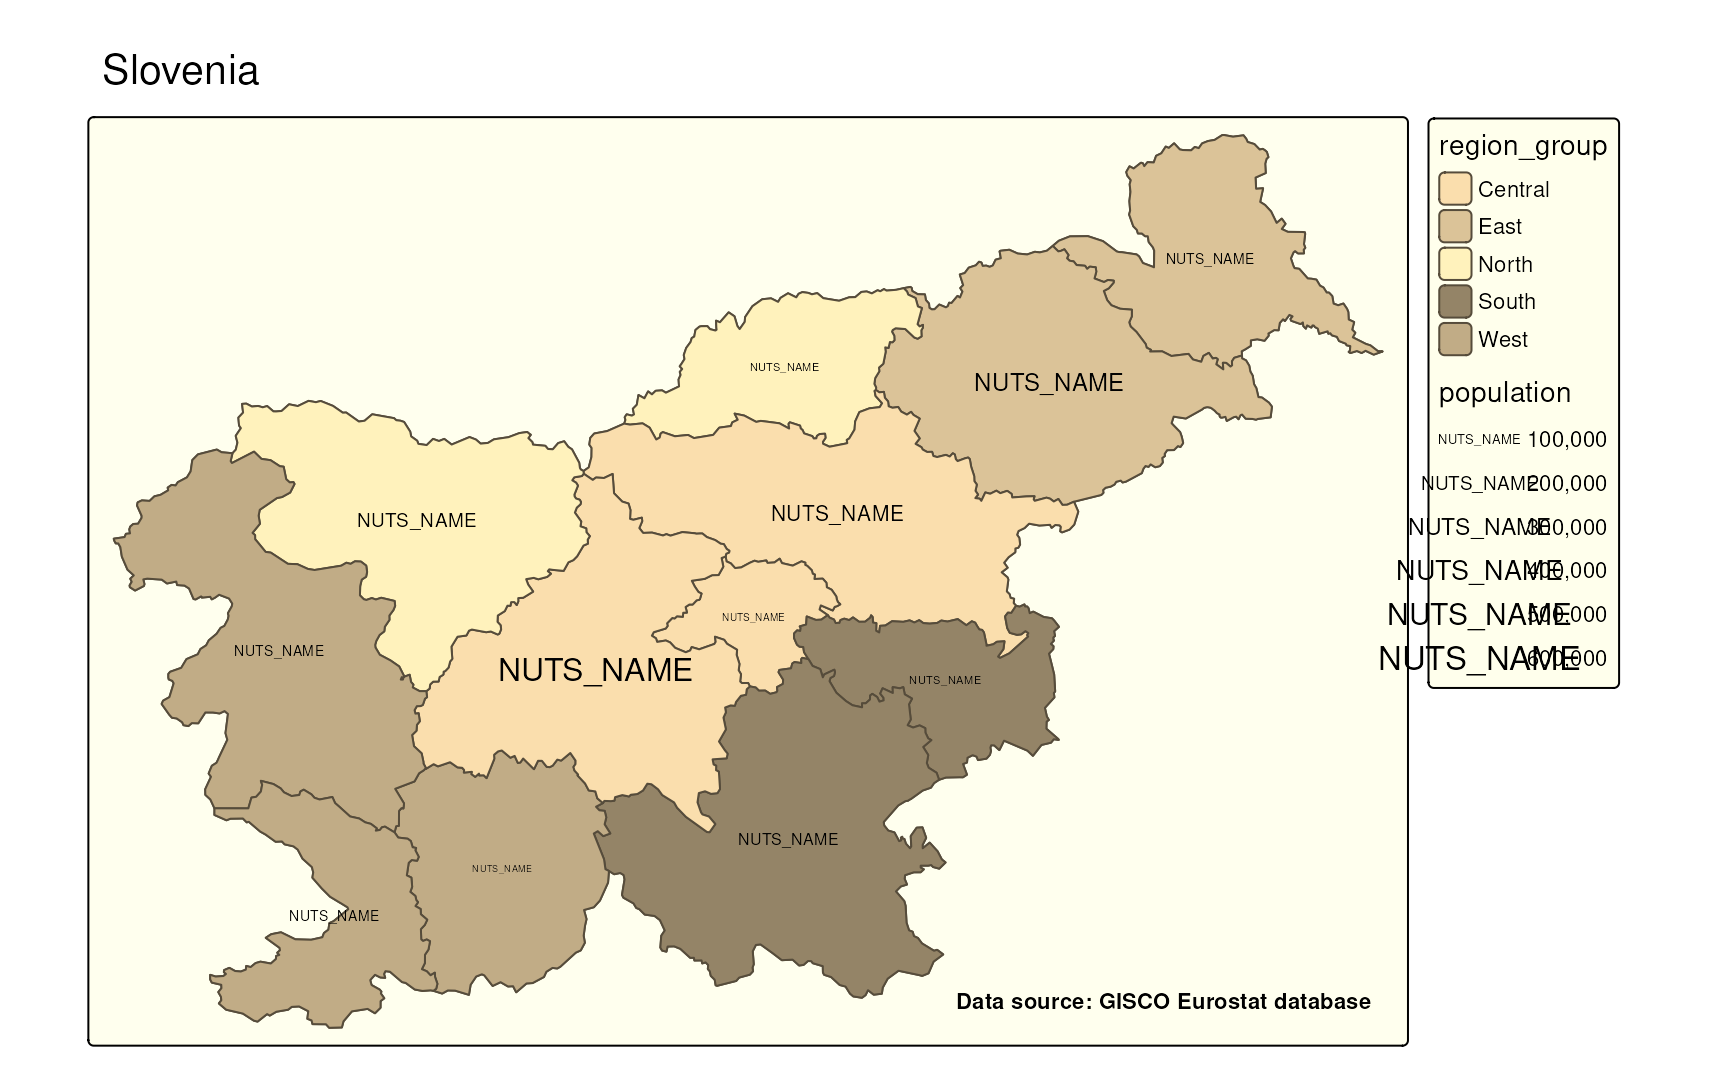 Slovenia
NUTS_NAME
NUTS_NAME
NUTS_NAME
NUTS_NAME
NUTS_NAME
NUTS_NAME
NUTS_NAME
NUTS_NAME
NUTS_NAME
NUTS_NAME
NUTS_NAME
NUTS_NAME
Data source: GISCO Eurostat database
region_group
Central
East
North
South
West
population
NUTS_NAME 100,000
NUTS_NAME 200,000
NUTS_NAME 300,000
NUTS_NAME 400,000
NUTS_NAME 500,000
NUTS_NAME 600,000